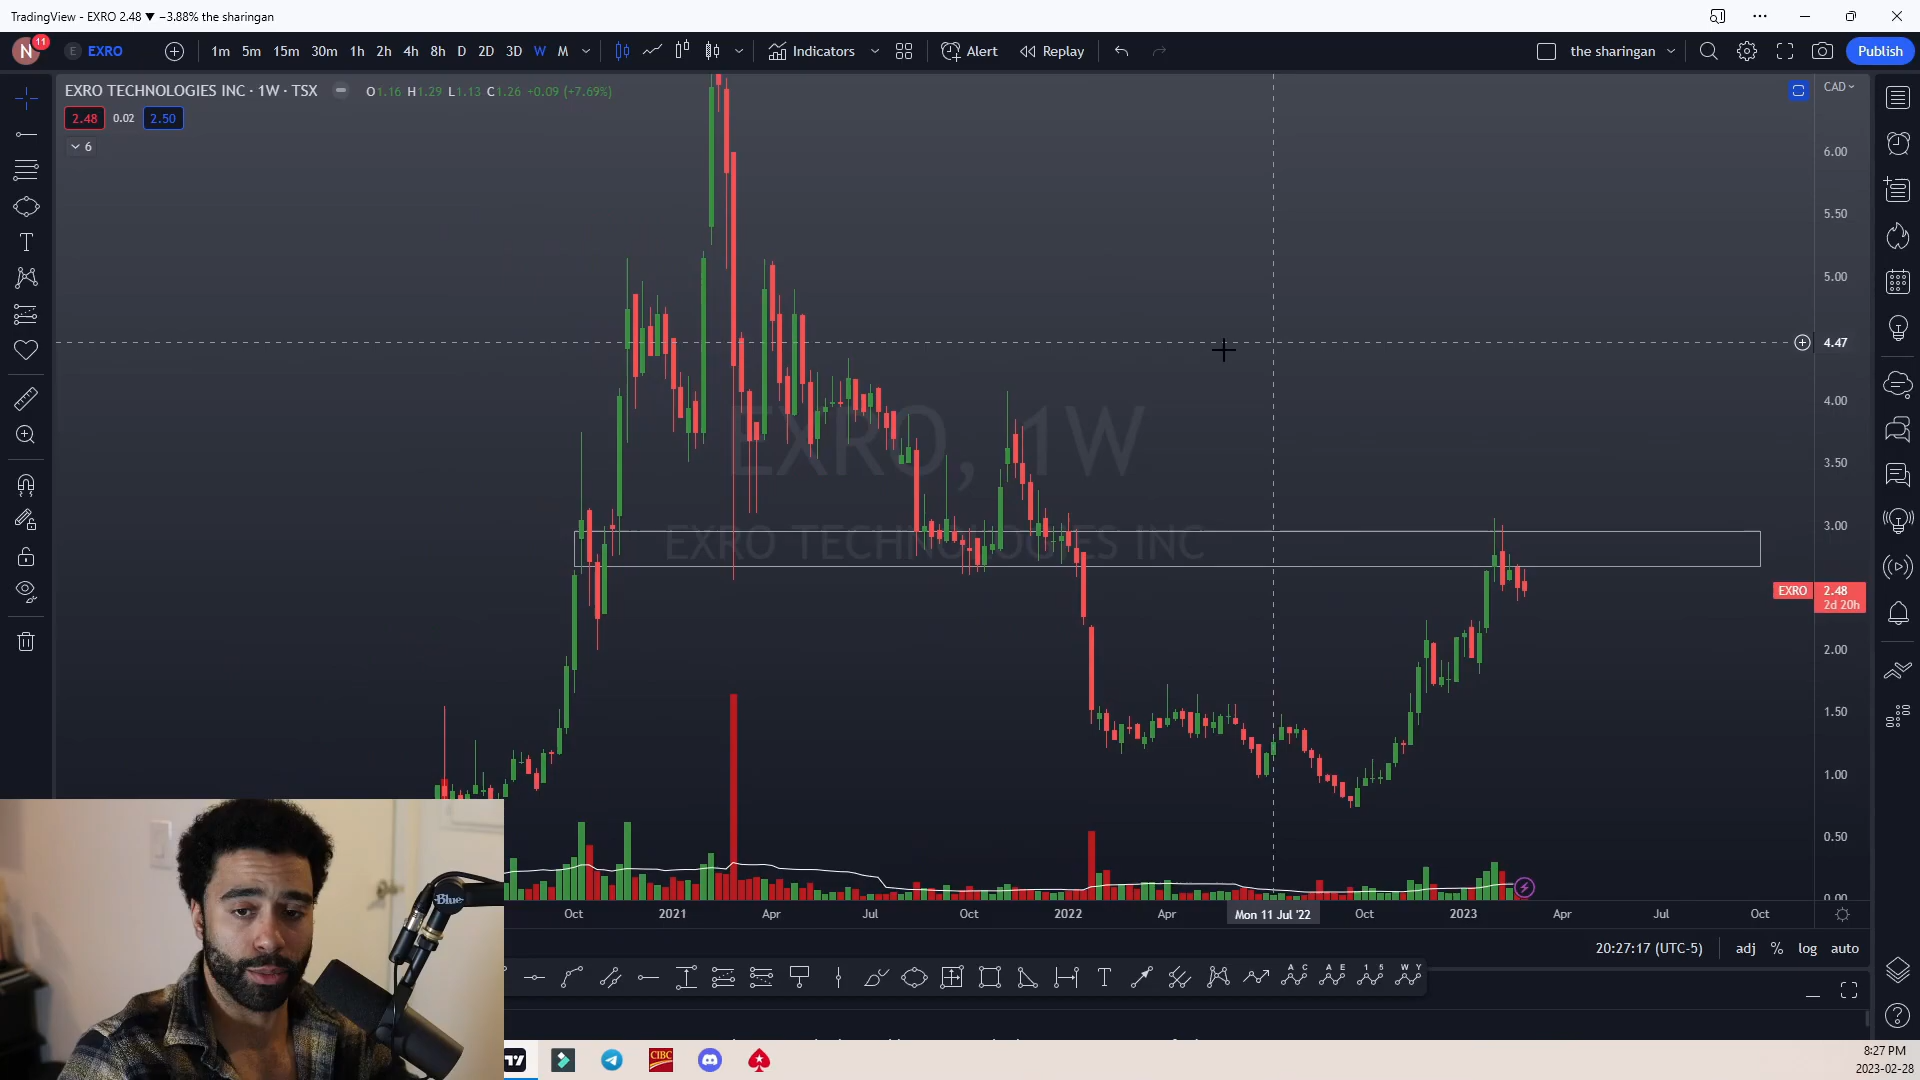 TradingView - EXRO 2.48 ▼ −3.88% the sharingan
N 11 E EXRO 1m 5m 15m 30m 1h 2h 4h 8h D 2D 3D W M Indicators Alert Replay the sharingan Publish
EXRO TECHNOLOGIES INC · 1W · TSX O1.16 H1.29 L1.13 C1.26 +0.09 (+7.69%) CAD
2.48 0.02 2.50
6
6.00
5.50
5.00
4.47
4.00
EXRO, 1W
3.50
3.00
EXRO TECHNOLOGIES INC
EXRO 2.48
2d 20h
2.00
1.50
1.00
0.50
0.00
Oct 2021 Apr Jul Oct 2022 Apr Mon 11 Jul '22 Oct 2023 Apr Jul Oct
20:27:17 (UTC-5) adj % log auto
T A C A E 1 5 W Y
Blue
CIBC
8:27 PM
2023-02-28